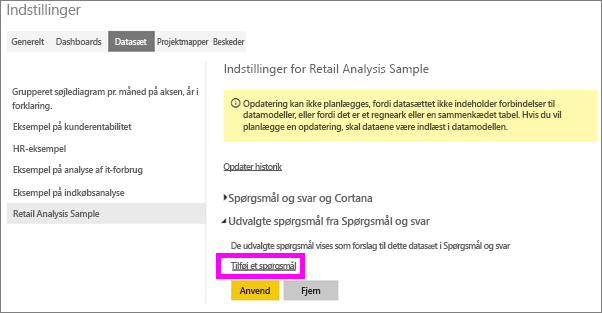 Indstillinger
Generelt Dashboards Datasæt Projektmapper Beskeder
Grupperet søjlediagram pr. måned på aksen, år i
forklaring.
Eksempel på kunderentabilitet
HR-eksempel
Eksempel på analyse af it-forbrug
Eksempel på indkøbsanalyse
Retail Analysis Sample
Indstillinger for Retail Analysis Sample
Opdatering kan ikke planlægges, fordi datasættet ikke indeholder forbindelser til
datamodeller, eller fordi det er et regneark eller en sammenkædet tabel. Hvis du vil
planlægge en opdatering, skal dataene være indlæst i datamodellen.
Opdater historik
Spørgsmål og svar og Cortana
Udvalgte spørgsmål fra Spørgsmål og svar
De udvalgte spørgsmål vises som forslag til dette datasæt i Spørgsmål og svar
Tilføj et spørgsmål
Anvend Fjern